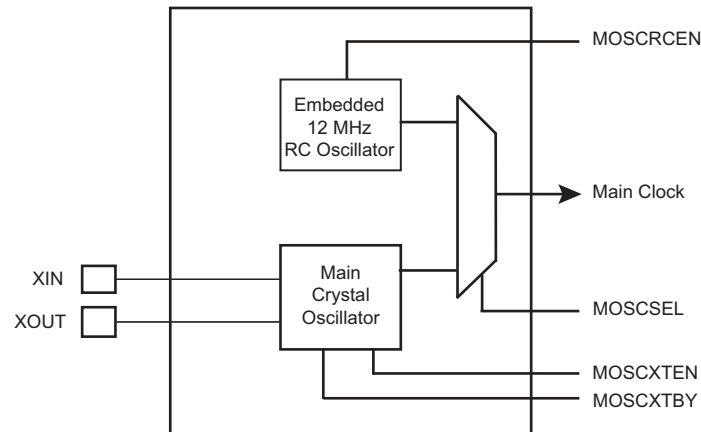 MOSCRCEN
Embedded
12 MHz
RC Oscillator
Main Clock
XIN
XOUT
Main
Crystal
Oscillator
MOSCSEL
MOSCXTEN
MOSCXTBY